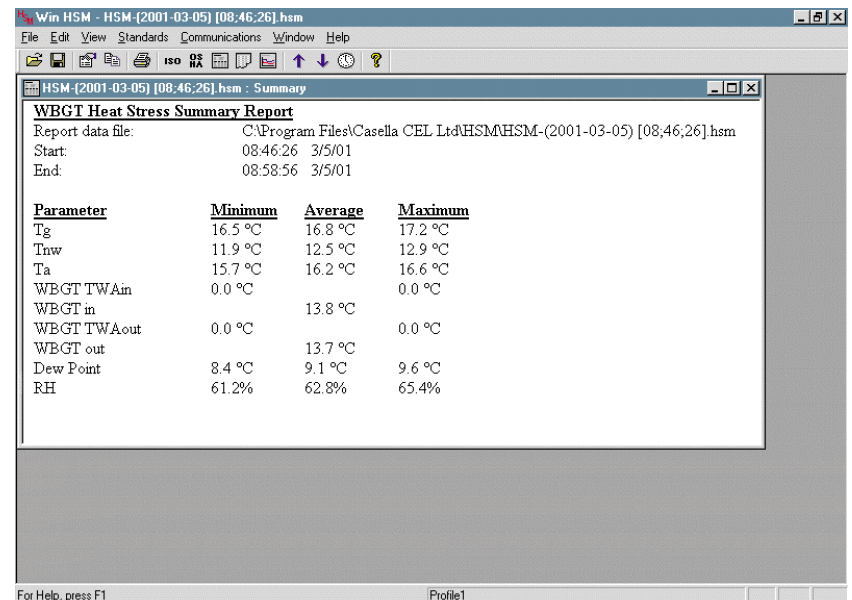 Win HSM - HSM-(2001-03-05) [08;46;26].hsm
File Edit View Standards Communications Window Help
ISO OS HA
HSM-(2001-03-05) [08;46;26].hsm : Summary
WBGT Heat Stress Summary Report
Report data file: C:\Program Files\Casella CEL Ltd\HSM\HSM-(2001-03-05) [08;46;26].hsm
Start: 08:46:26 3/5/01
End: 08:58:56 3/5/01
Parameter Minimum Average Maximum
Tg 16.5 °C 16.8 °C 17.2 °C
Tnw 11.9 °C 12.5 °C 12.9 °C
Ta 15.7 °C 16.2 °C 16.6 °C
WBGT TWAin 0.0 °C 0.0 °C
WBGT in 13.8 °C
WBGT TWAout 0.0 °C 0.0 °C
WBGT out 13.7 °C
Dew Point 8.4 °C 9.1 °C 9.6 °C
RH 61.2% 62.8% 65.4%
For Help, press F1 Profile1